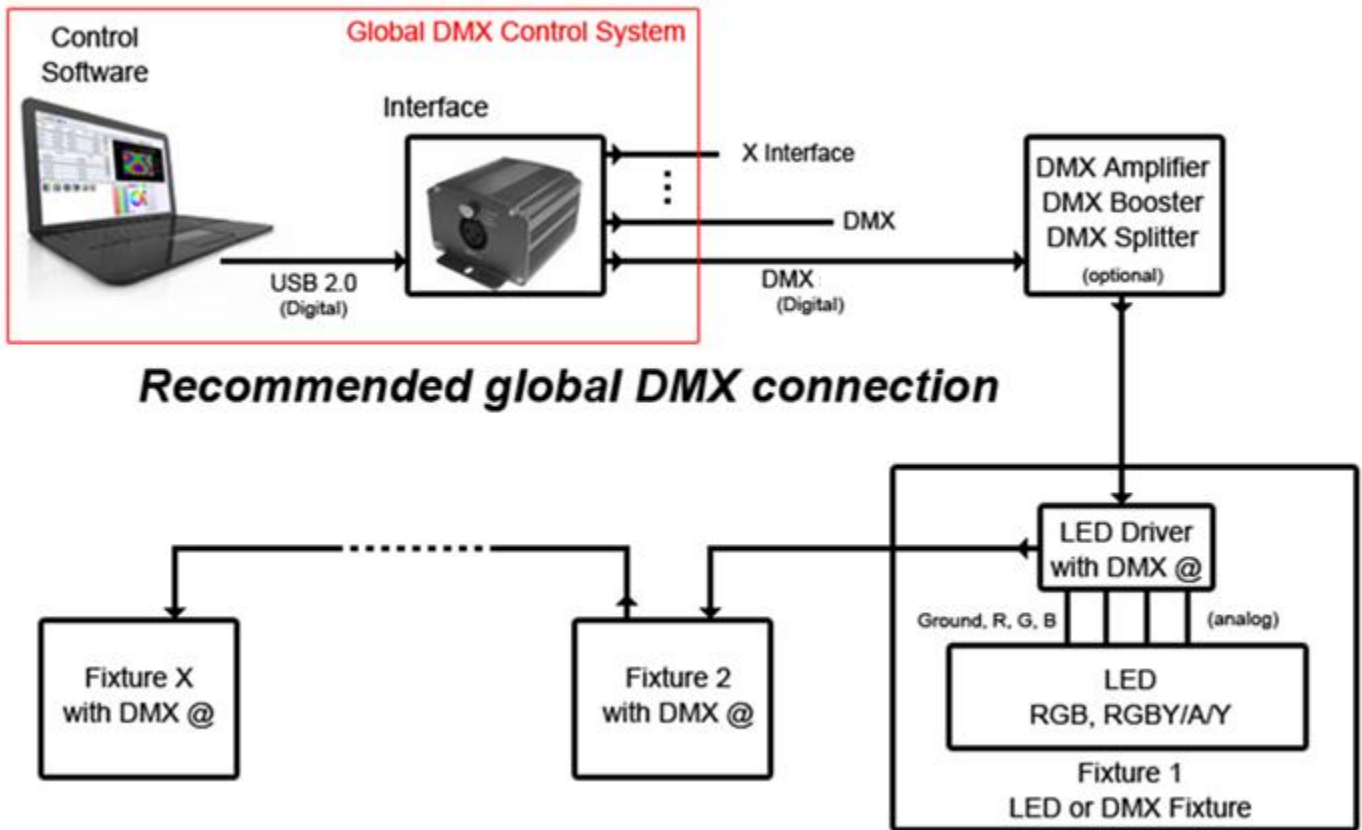 Control
Software
Global DMX Control System
Interface
X Interface
DMX
USB 2.0
(Digital)
DMX
(Digital)
DMX Amplifier
DMX Booster
DMX Splitter
(optional)
Recommended global DMX connection
LED Driver
with DMX @
Ground, R, G, B
(analog)
LED
RGB, RGBY/A/Y
Fixture 1
LED or DMX Fixture
Fixture 2
with DMX @
Fixture X
with DMX @